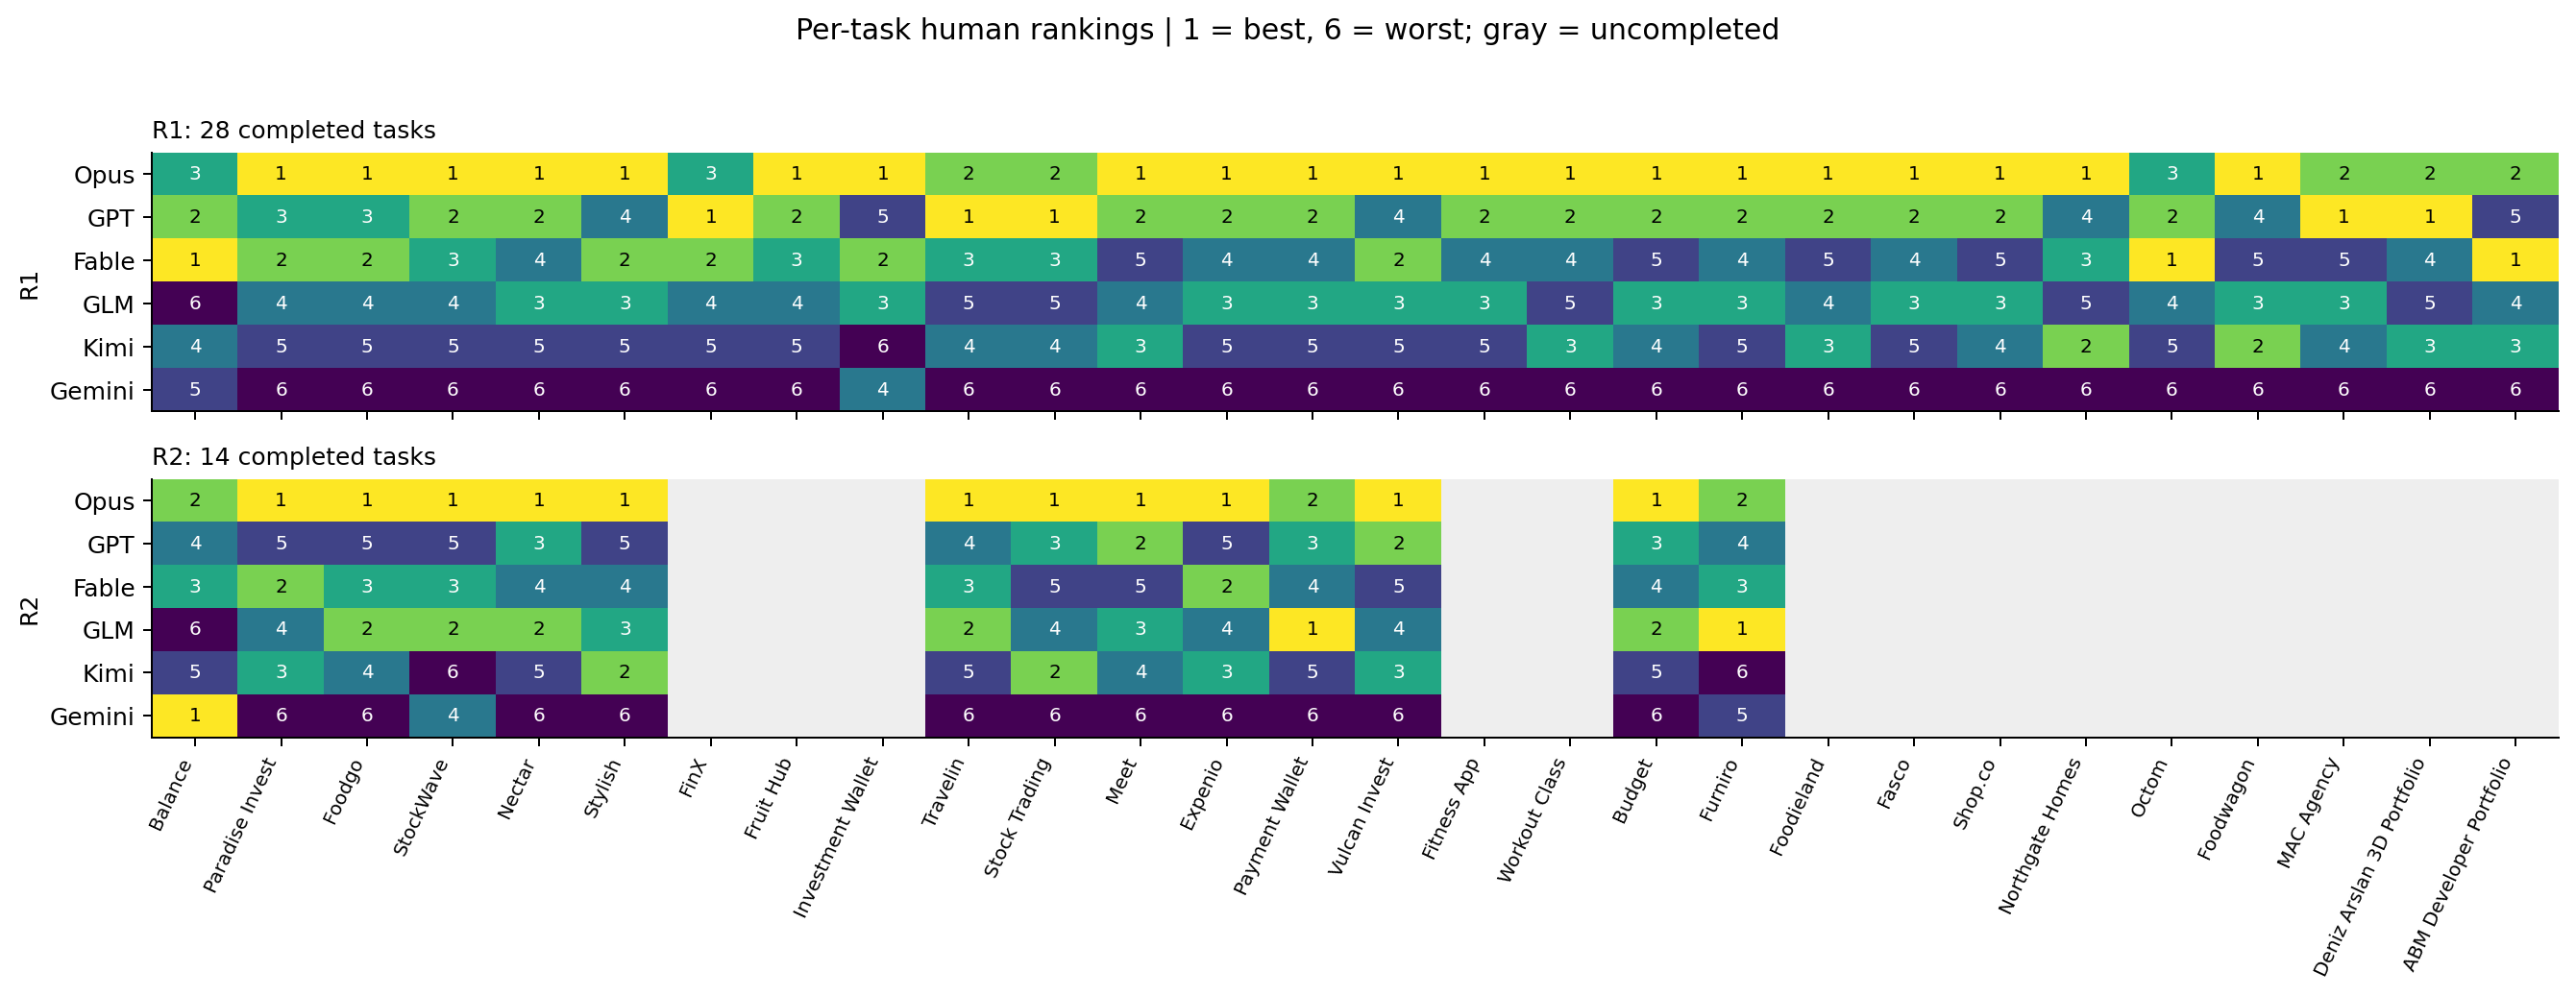 Per-task human rankings | 1 = best, 6 = worst; gray = uncompleted
R1: 28 completed tasks
R1
Opus 3 1 1 1 1 1 3 1 1 2 2 1 1 1 1 1 1 1 1 1 1 1 1 3 1 2 2 2
GPT 2 3 3 2 2 4 1 2 5 1 1 2 2 2 4 2 2 2 2 2 2 2 4 2 4 1 1 5
Fable 1 2 2 3 4 2 2 3 2 3 3 5 4 4 2 4 4 5 4 5 4 5 3 1 5 5 4 1
GLM 6 4 4 4 3 3 4 4 3 5 5 4 3 3 3 3 5 3 3 4 3 3 5 4 3 3 5 4
Kimi 4 5 5 5 5 5 5 5 6 4 4 3 5 5 5 5 3 4 5 3 5 4 2 5 2 4 3 3
Gemini 5 6 6 6 6 6 6 6 4 6 6 6 6 6 6 6 6 6 6 6 6 6 6 6 6 6 6 6
R2: 14 completed tasks
R2
Opus 2 1 1 1 1 1 1 1 1 1 2 1 1 2
GPT 4 5 5 5 3 5 4 3 2 5 3 2 3 4
Fable 3 2 3 3 4 4 3 5 5 2 4 5 4 3
GLM 6 4 2 2 2 3 2 4 3 4 1 4 2 1
Kimi 5 3 4 6 5 2 5 2 4 3 5 3 5 6
Gemini 1 6 6 4 6 6 6 6 6 6 6 6 6 5
Balance
Paradise Invest
Foodgo
StockWave
Nectar
Stylish
FinX
Fruit Hub
Investment Wallet
Travelin
Stock Trading
Meet
Expenio
Payment Wallet
Vulcan Invest
Fitness App
Workout Class
Budget
Furniro
Foodieland
Fasco
Shop.co
Northgate Homes
Octom
Foodwagon
MAC Agency
Deniz Arslan 3D Portfolio
ABM Developer Portfolio